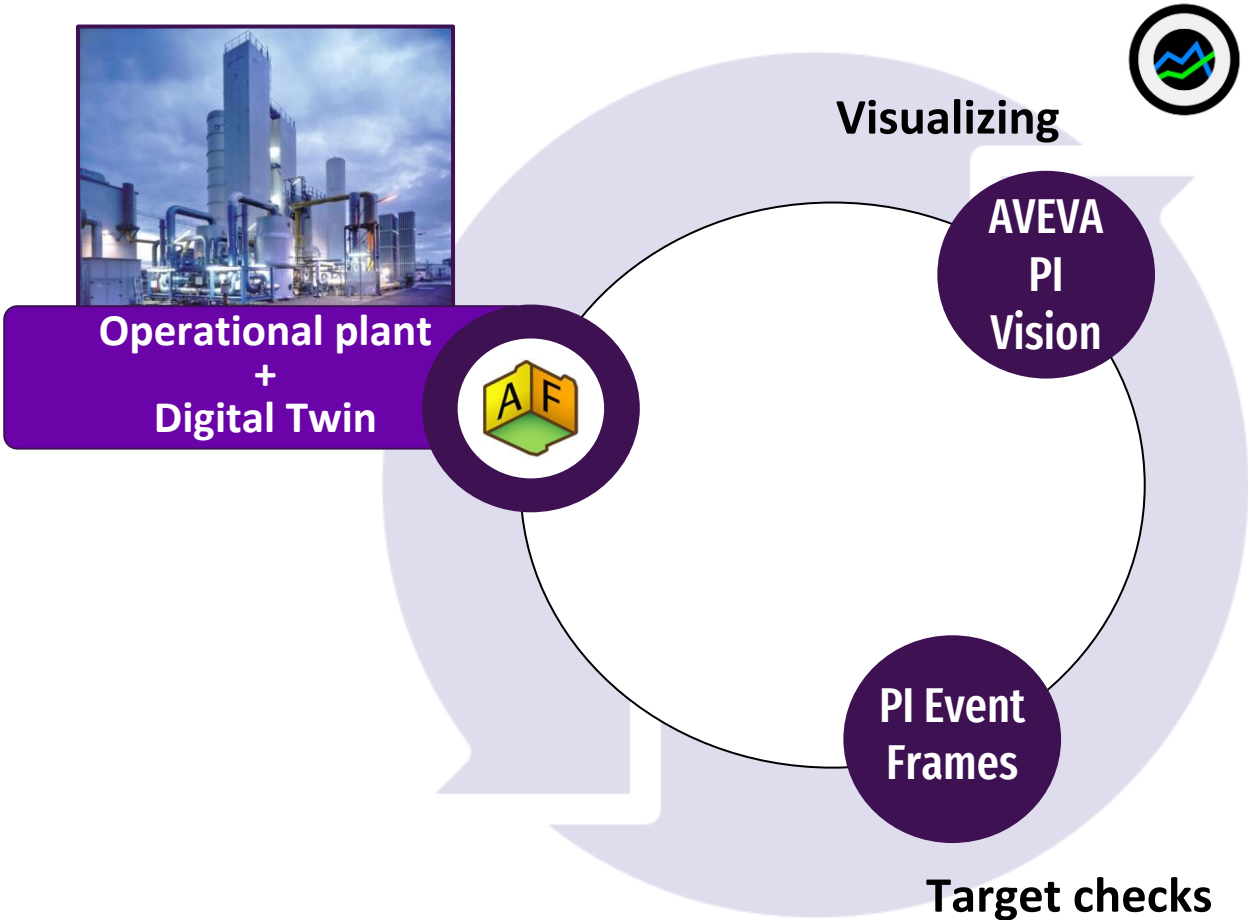 Visualizing
AVEVA
PI
Vision
Operational plant
+
Digital Twin
A F
PI Event
Frames
Target checks